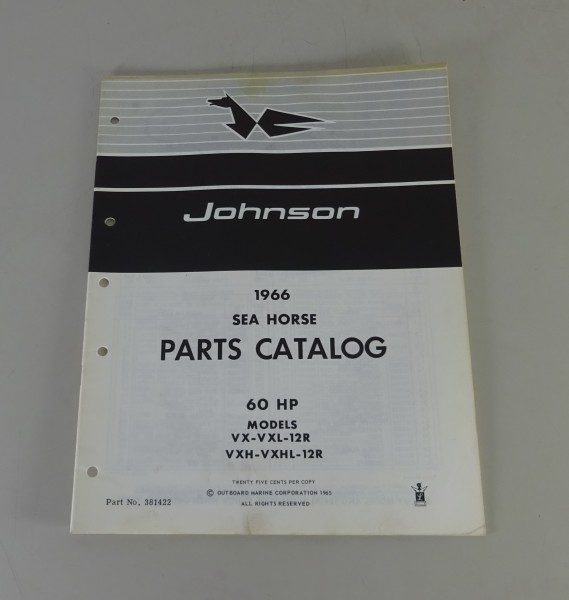 Johnson
1966
SEA HORSE
PARTS CATALOG
60 HP
MODELS
VX-VXL-12R
VXH-VXHL-12R
TWENTY FIVE CENTS PER COPY
© OUTBOARD MARINE CORPORATION 1965
ALL RIGHTS RESERVED
Part No. 381422